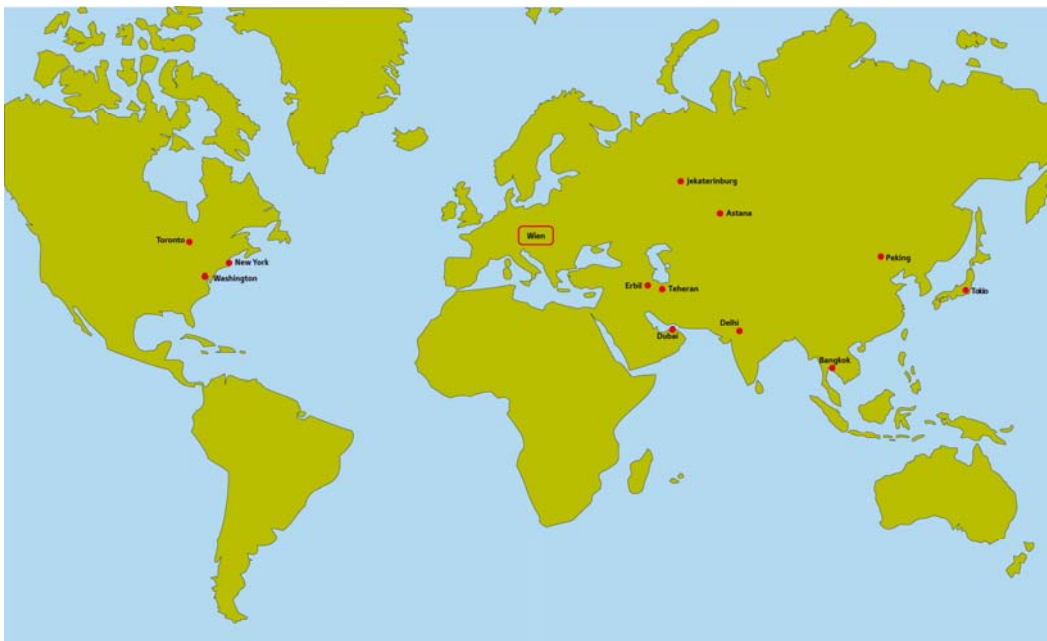 Jekaterinburg
Astana
Wien
Toronto
New York
Washington
Peking
Erbil
Teheran
Tokio
Dubai
Delhi
Bangkok